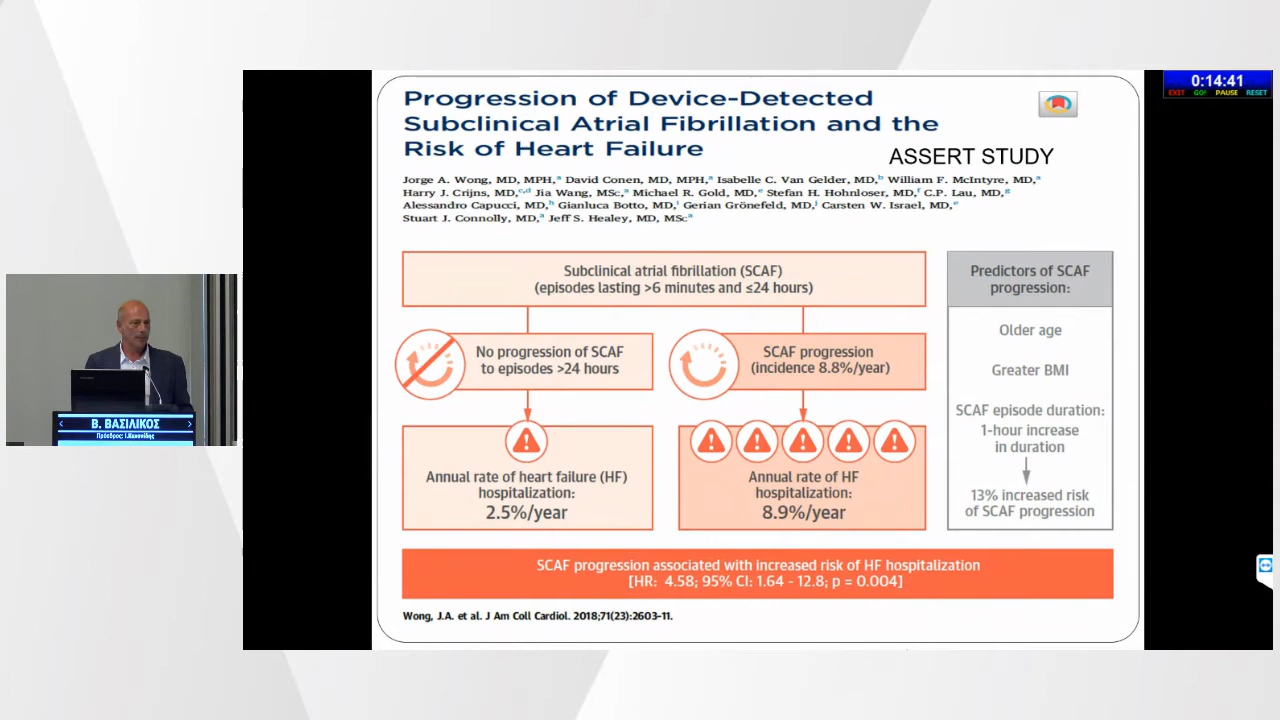 0:14:41
EXIT GO! PAUSE RESET
Progression of Device-Detected
Subclinical Atrial Fibrillation and the
Risk of Heart Failure
ASSERT STUDY
Jorge A. Wong, MD, MPH,a David Conen, MD, MPH,a Isabelle C. Van Gelder, MD,b William F. McIntyre, MD,a
Harry J. Crijns, MD,c,d Jia Wang, MSc,a Michael R. Gold, MD,e Stefan H. Hohnloser, MD,f C.P. Lau, MD,g
Alessandro Capucci, MD,h Gianluca Botto, MD,i Gerian Grönefeld, MD,j Carsten W. Israel, MD,e
Stuart J. Connolly, MD,a Jeff S. Healey, MD, MSca
Subclinical atrial fibrillation (SCAF)
(episodes lasting >6 minutes and ≤24 hours)
No progression of SCAF
to episodes >24 hours
SCAF progression
(incidence 8.8%/year)
Annual rate of heart failure (HF)
hospitalization:
2.5%/year
Annual rate of HF
hospitalization:
8.9%/year
Predictors of SCAF
progression:
Older age
Greater BMI
SCAF episode duration:
1-hour increase
in duration
13% increased risk
of SCAF progression
SCAF progression associated with increased risk of HF hospitalization
[HR: 4.58; 95% CI: 1.64 - 12.8; p = 0.004]
Wong, J.A. et al. J Am Coll Cardiol. 2018;71(23):2603-11.
Β. ΒΑΣΙΛΙΚΟΣ
Πρόεδρος: Ι.Κανονίδης